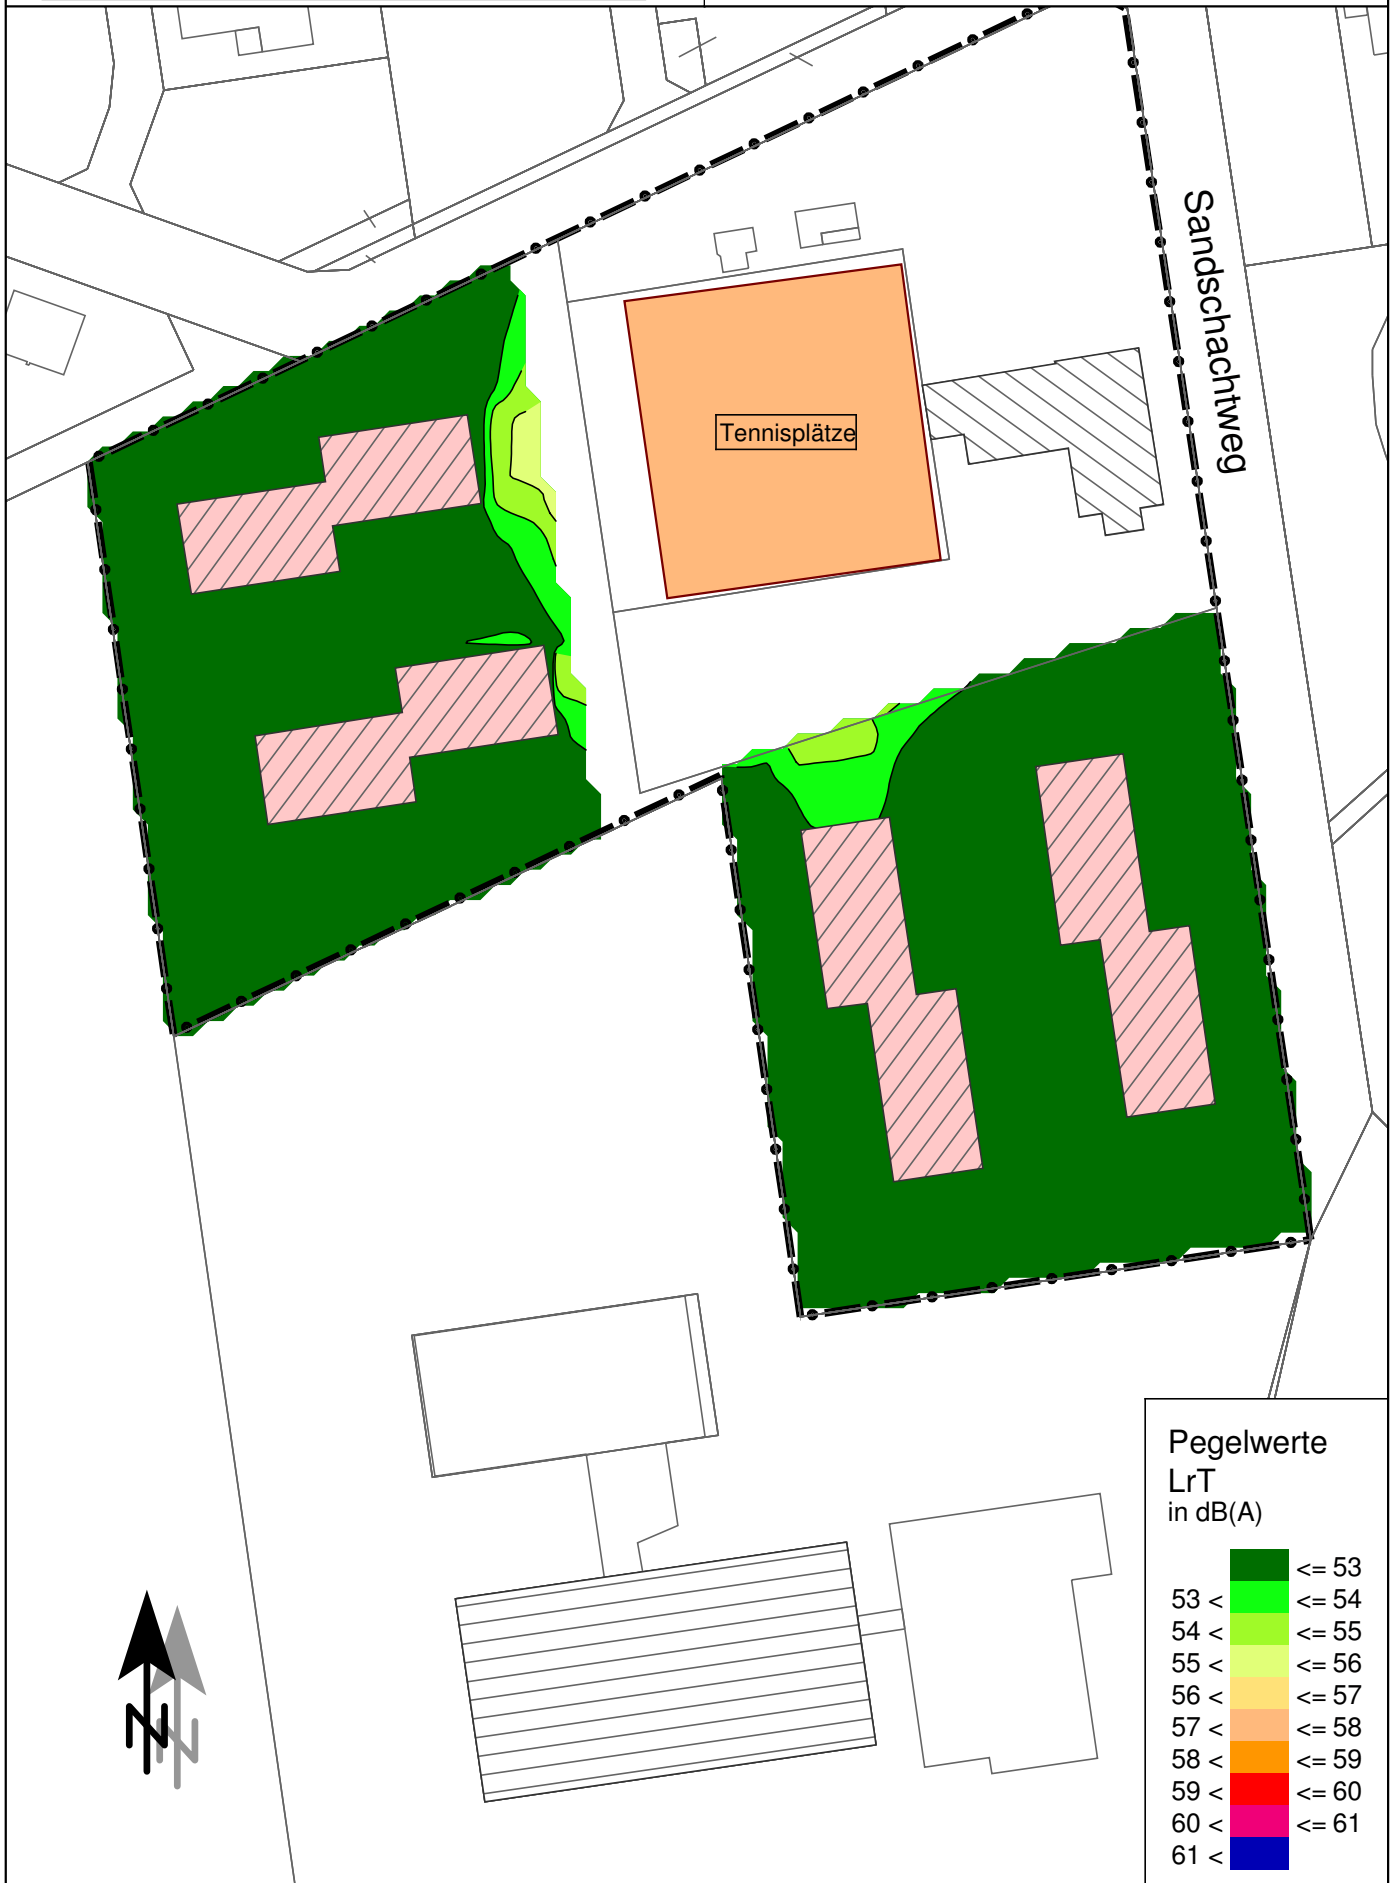 Sandschachtweg
Tennisplätze
Pegelwerte
LrT
in dB(A)
<= 53
53 < <= 54
54 < <= 55
55 < <= 56
56 < <= 57
57 < <= 58
58 < <= 59
59 < <= 60
60 < <= 61
61 <
N N